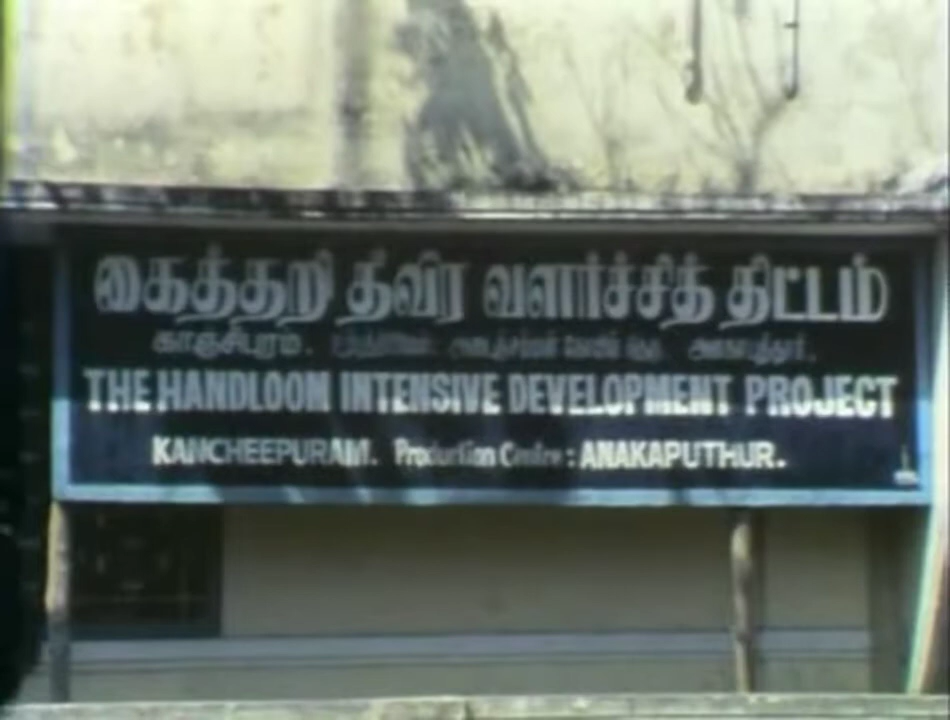 கைத்தறி தீவிர வளர்ச்சித் திட்டம்
காஞ்சிபுரம்.
THE HANDLOOM INTENSIVE DEVELOPMENT PROJECT
KANCHEEPURAM. Production Centre : ANAKAPUTHUR.